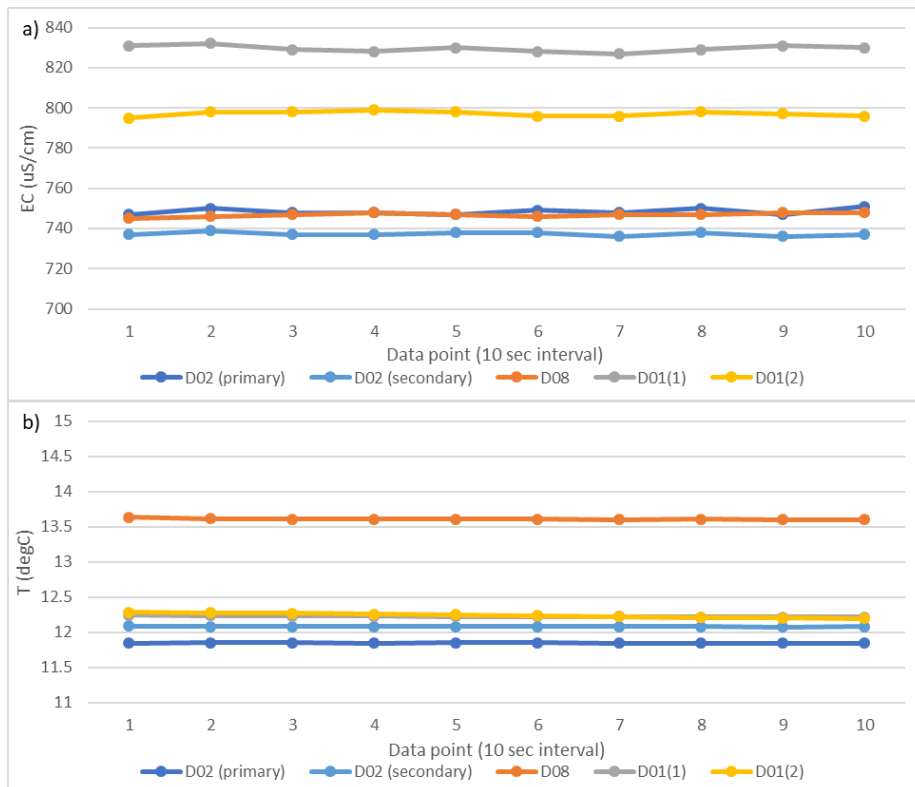 a)
EC (uS/cm)
840
820
800
780
760
740
720
700
1 2 3 4 5 6 7 8 9 10
Data point (10 sec interval)
D02 (primary) D02 (secondary) D08 D01(1) D01(2)
b)
T (degC)
15
14.5
14
13.5
13
12.5
12
11.5
11
1 2 3 4 5 6 7 8 9 10
Data point (10 sec interval)
D02 (primary) D02 (secondary) D08 D01(1) D01(2)